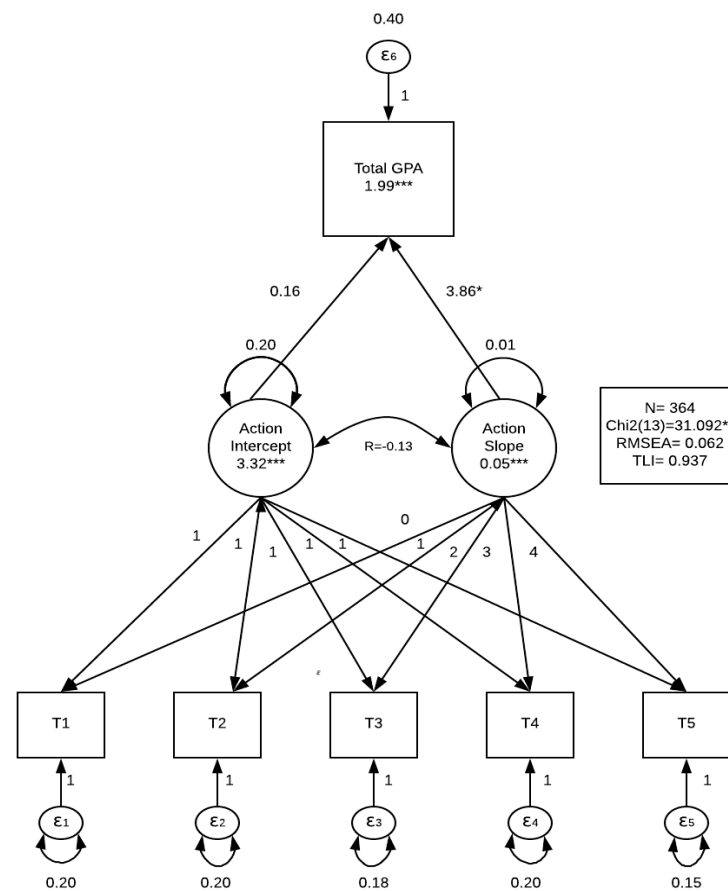 0.40
ε6
1
Total GPA
1.99***
0.16
3.86*
0.20
0.01
Action
Intercept
3.32***
R=-0.13
Action
Slope
0.05***
N= 364
Chi2(13)=31.092*
RMSEA= 0.062
TLI= 0.937
1
1
1
1
1
0
1
2
3
4
ε
T1
T2
T3
T4
T5
1
1
1
1
1
ε1
ε2
ε3
ε4
ε5
0.20
0.20
0.18
0.20
0.15